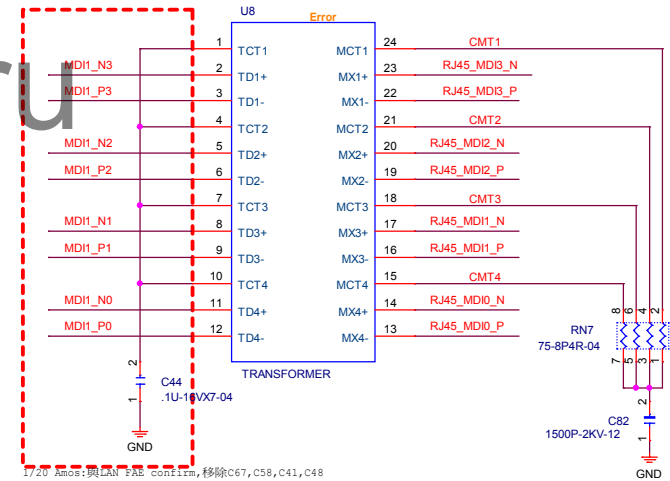 U8
Error
1 TCT1 MCT1 24 CMT1
MDI1_N3 2 TD1+ MX1+ 23 RJ45_MDI3_N
MDI1_P3 3 TD1- MX1- 22 RJ45_MDI3_P
4 TCT2 MCT2 21 CMT2
MDI1_N2 5 TD2+ MX2+ 20 RJ45_MDI2_N
MDI1_P2 6 TD2- MX2- 19 RJ45_MDI2_P
7 TCT3 MCT3 18 CMT3
MDI1_N1 8 TD3+ MX3+ 17 RJ45_MDI1_N
MDI1_P1 9 TD3- MX3- 16 RJ45_MDI1_P
10 TCT4 MCT4 15 CMT4
MDI1_N0 11 TD4+ MX4+ 14 RJ45_MDI0_N
MDI1_P0 12 TD4- MX4- 13 RJ45_MDI0_P
TRANSFORMER
8 6 4 2
RN7
75-8P4R-04
7 5 3 1
2
C44
.1U-16VX7-04
1
GND
2
C82
1500P-2KV-12
1
GND
1/20 Amos:與LAN FAE confirm,移除C67,C58,C41,C48
ru